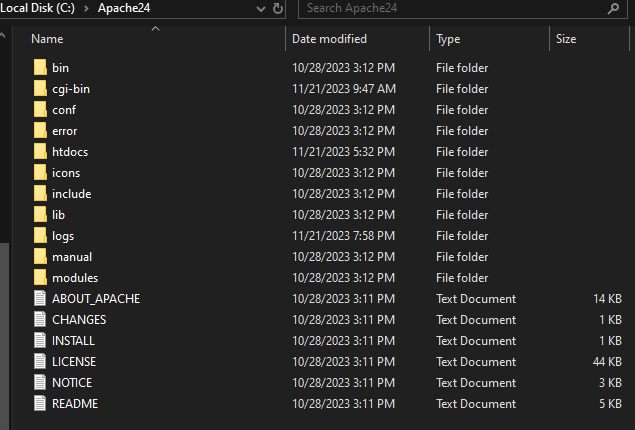 Local Disk (C:) > Apache24 Search Apache24
Name Date modified Type Size
bin 10/28/2023 3:12 PM File folder
cgi-bin 11/21/2023 9:47 AM File folder
conf 10/28/2023 3:12 PM File folder
error 10/28/2023 3:12 PM File folder
htdocs 11/21/2023 5:32 PM File folder
icons 10/28/2023 3:12 PM File folder
include 10/28/2023 3:12 PM File folder
lib 10/28/2023 3:12 PM File folder
logs 11/21/2023 7:58 PM File folder
manual 10/28/2023 3:12 PM File folder
modules 10/28/2023 3:12 PM File folder
ABOUT_APACHE 10/28/2023 3:11 PM Text Document 14 KB
CHANGES 10/28/2023 3:11 PM Text Document 1 KB
INSTALL 10/28/2023 3:11 PM Text Document 1 KB
LICENSE 10/28/2023 3:11 PM Text Document 44 KB
NOTICE 10/28/2023 3:11 PM Text Document 3 KB
README 10/28/2023 3:11 PM Text Document 5 KB